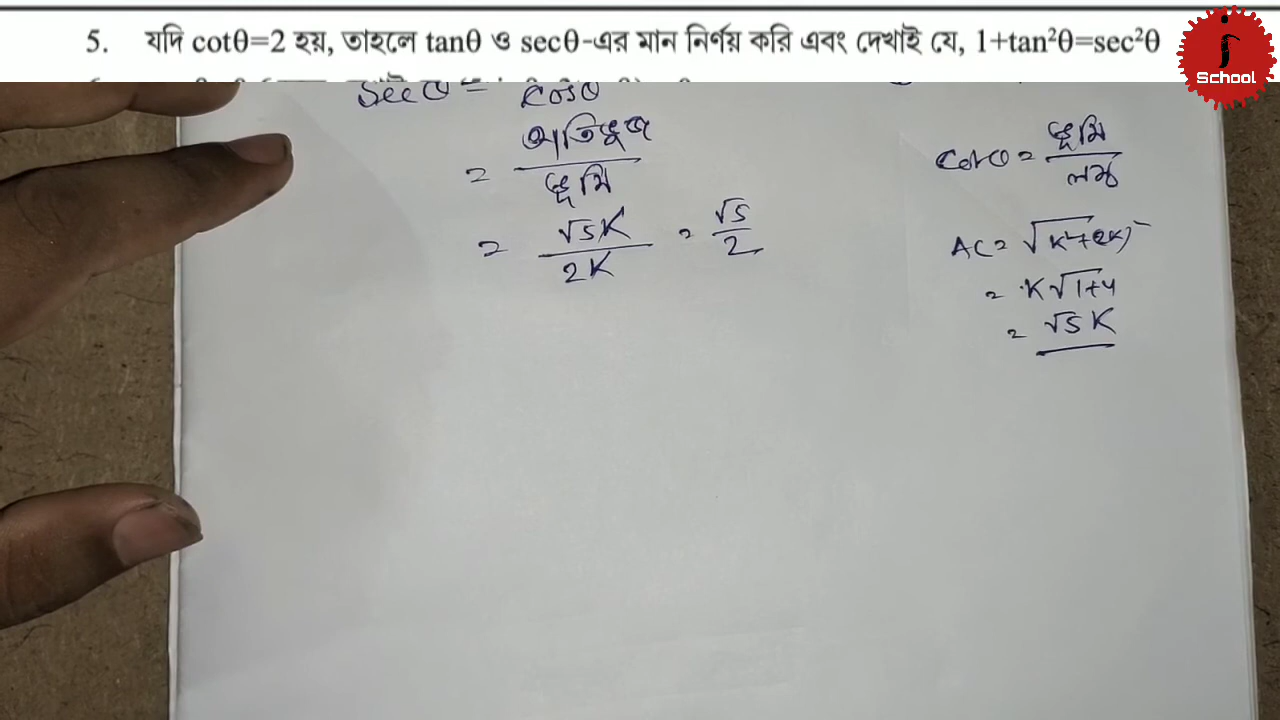 5. যদি cotθ=2 হয়, তাহলে tanθ ও secθ-এর মান নির্ণয় করি এবং দেখাই যে, 1+tan²θ=sec²θ
School
Secθ = Cosθ
= অতিভুজ / ভূমি
= √5K / 2K = √5 / 2
Cotθ = ভূমি / লম্ব
AC = √K²+(2K)²
= K√1+4
= √5 K